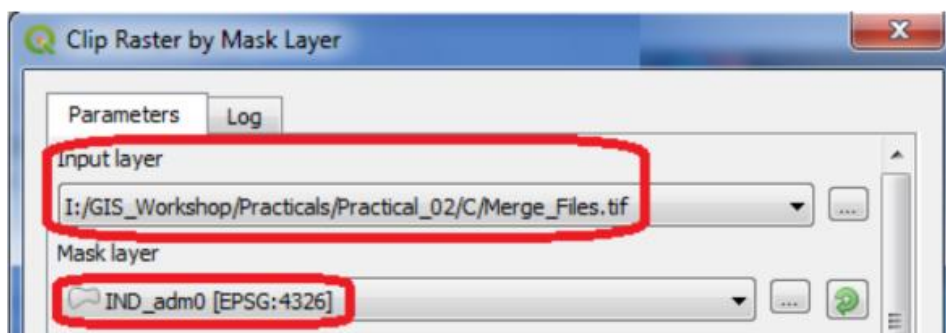 Clip Raster by Mask Layer
Parameters Log
Input layer
I:/GIS_Workshop/Practicals/Practical_02/C/Merge_Files.tif ...
Mask layer
IND_adm0 [EPSG:4326] ...